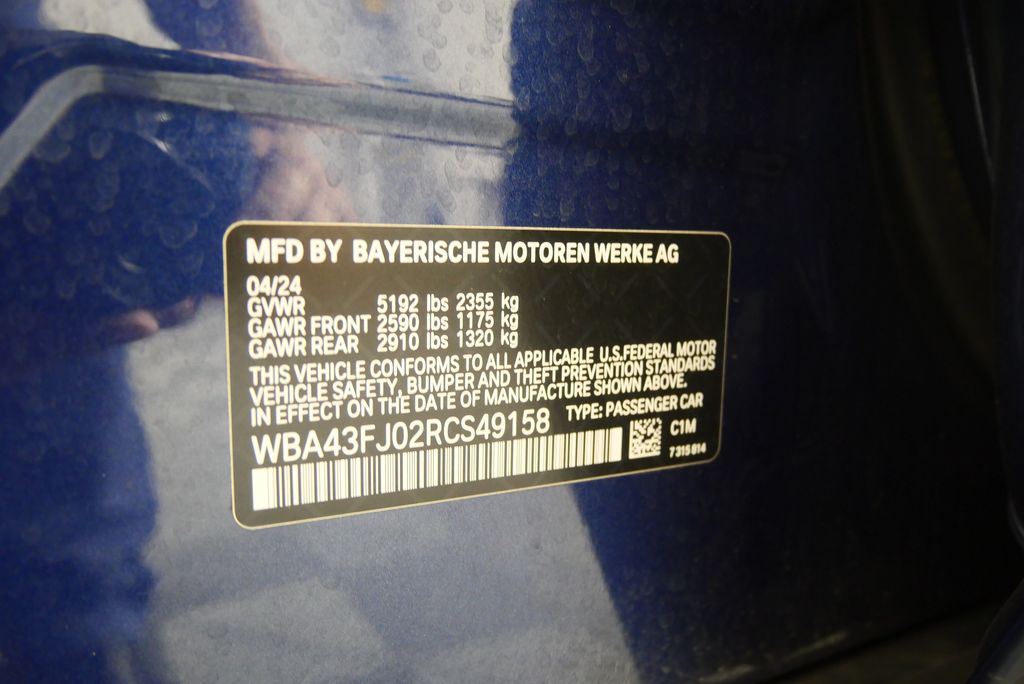 MFD BY BAYERISCHE MOTOREN WERKE AG
04/24
GVWR 5192 lbs 2355 kg
GAWR FRONT 2590 lbs 1175 kg
GAWR REAR 2910 lbs 1320 kg
THIS VEHICLE CONFORMS TO ALL APPLICABLE U.S.FEDERAL MOTOR
VEHICLE SAFETY, BUMPER AND THEFT PREVENTION STANDARDS
IN EFFECT ON THE DATE OF MANUFACTURE SHOWN ABOVE.
TYPE: PASSENGER CAR
WBA43FJ02RCS49158
C1M
7315614